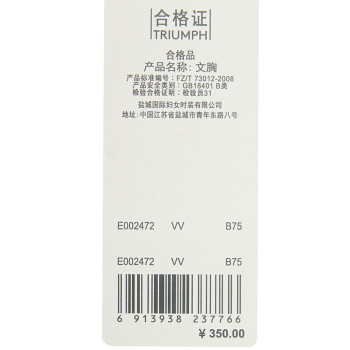 合格证
TRIUMPH
合格品
产品名称：文胸
产品标准编号：FZ/T 73012-2008
产品安全类别：GB18401 B类
检验合格证明：检验员31
盐城国际妇女时装有限公司
地址：中国江苏省盐城市青年东路八号
E002472 VV B75
E002472 VV B75
6 913938 237766
￥350.00